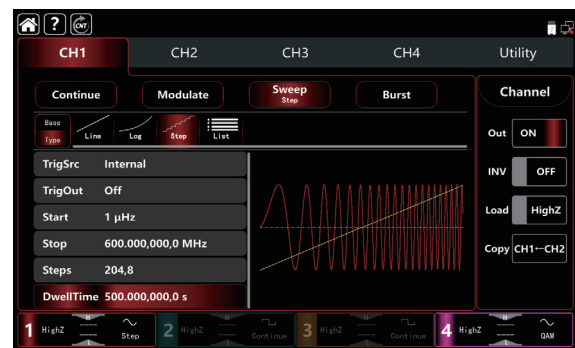 ? CNT
CH1 CH2 CH3 CH4 Utility
Continue Modulate Sweep Burst Channel
Step
Base
Type Line Log Step List
Out ON
TrigSrc Internal
INV OFF
TrigOut Off
Start 1 μHz
Load HighZ
Stop 600.000,000,0 MHz
Copy CH1←CH2
Steps 204,8
DwellTime 500.000,000,0 s
1 HighZ H L Step 2 HighZ Continue 3 HighZ Continue 4 HighZ H L QAM